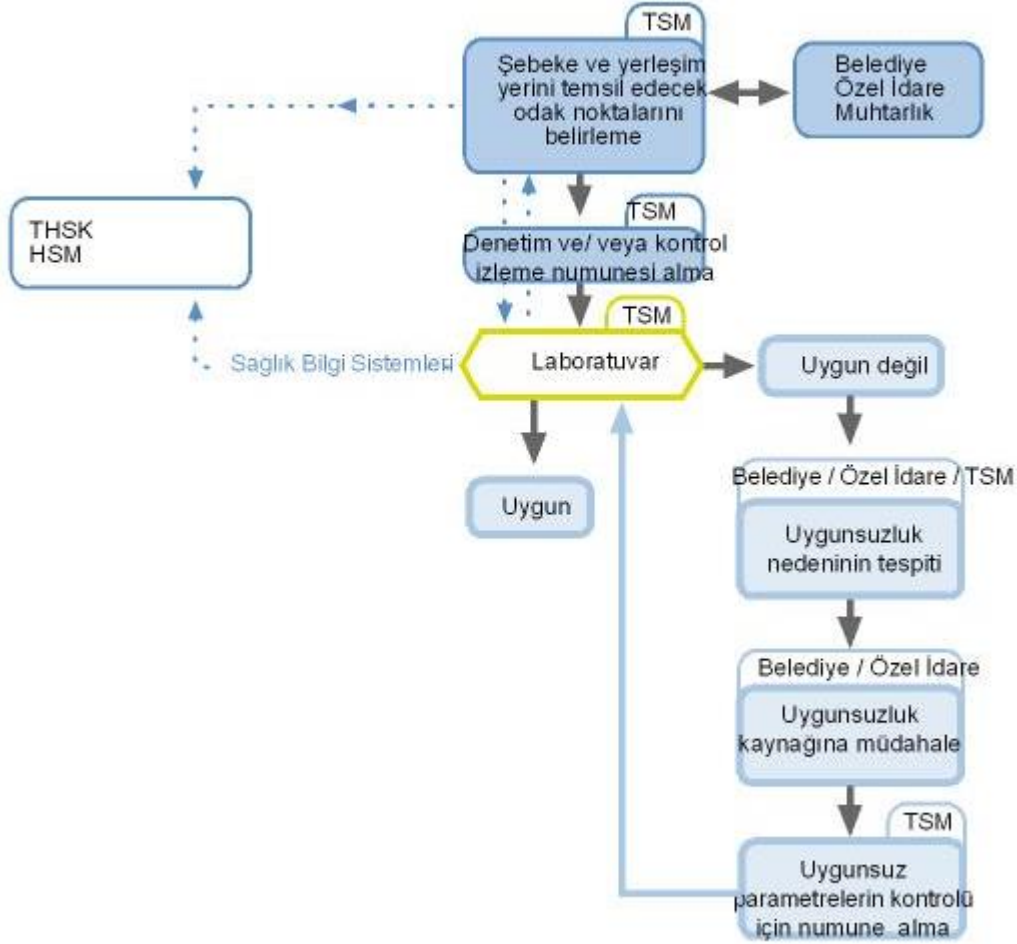 TSM
Şebeke ve yerleşim
yerini temsil edecek
odak noktalarını
belirleme
Belediye
Özel İdare
Muhtarlık
THSK
HSM
TSM
Denetim ve/ veya kontrol
izleme numunesi alma
TSM
Sağlık Bilgi Sistemleri
Laboratuvar
Uygun değil
Uygun
Belediye / Özel İdare / TSM
Uygunsuzluk
nedeninin tespiti
Belediye / Özel İdare
Uygunsuzluk
kaynağına müdahale
TSM
Uygunsuz
parametrelerin kontrolü
için numune alma